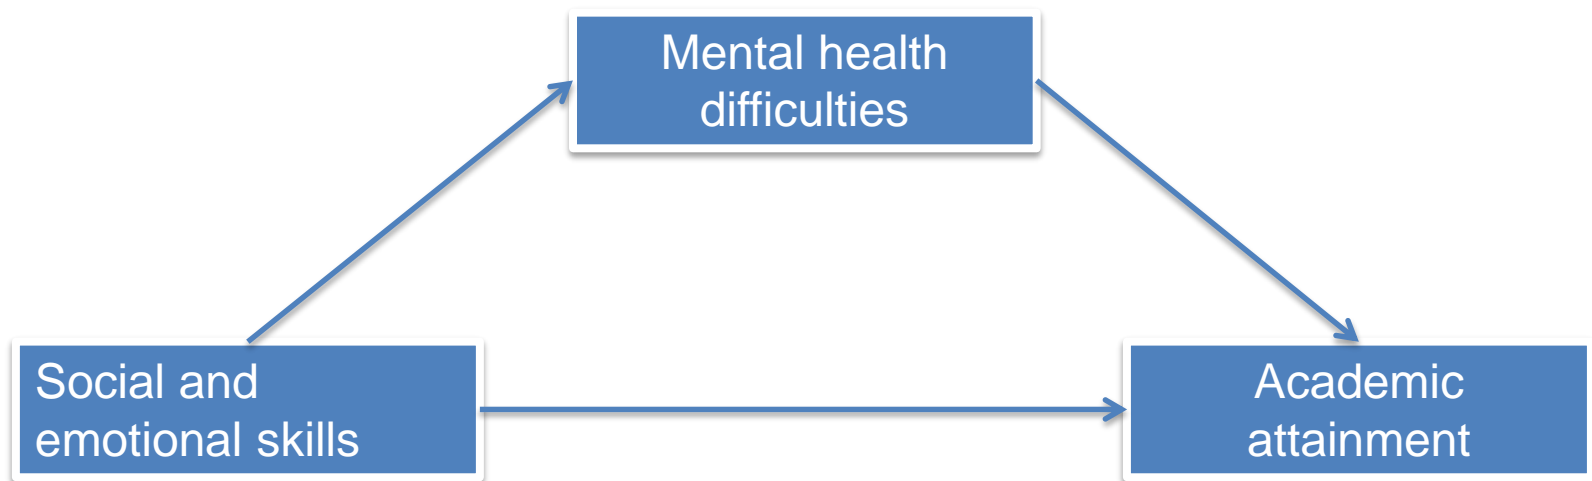 Mental health
difficulties
Social and
emotional skills
Academic
attainment